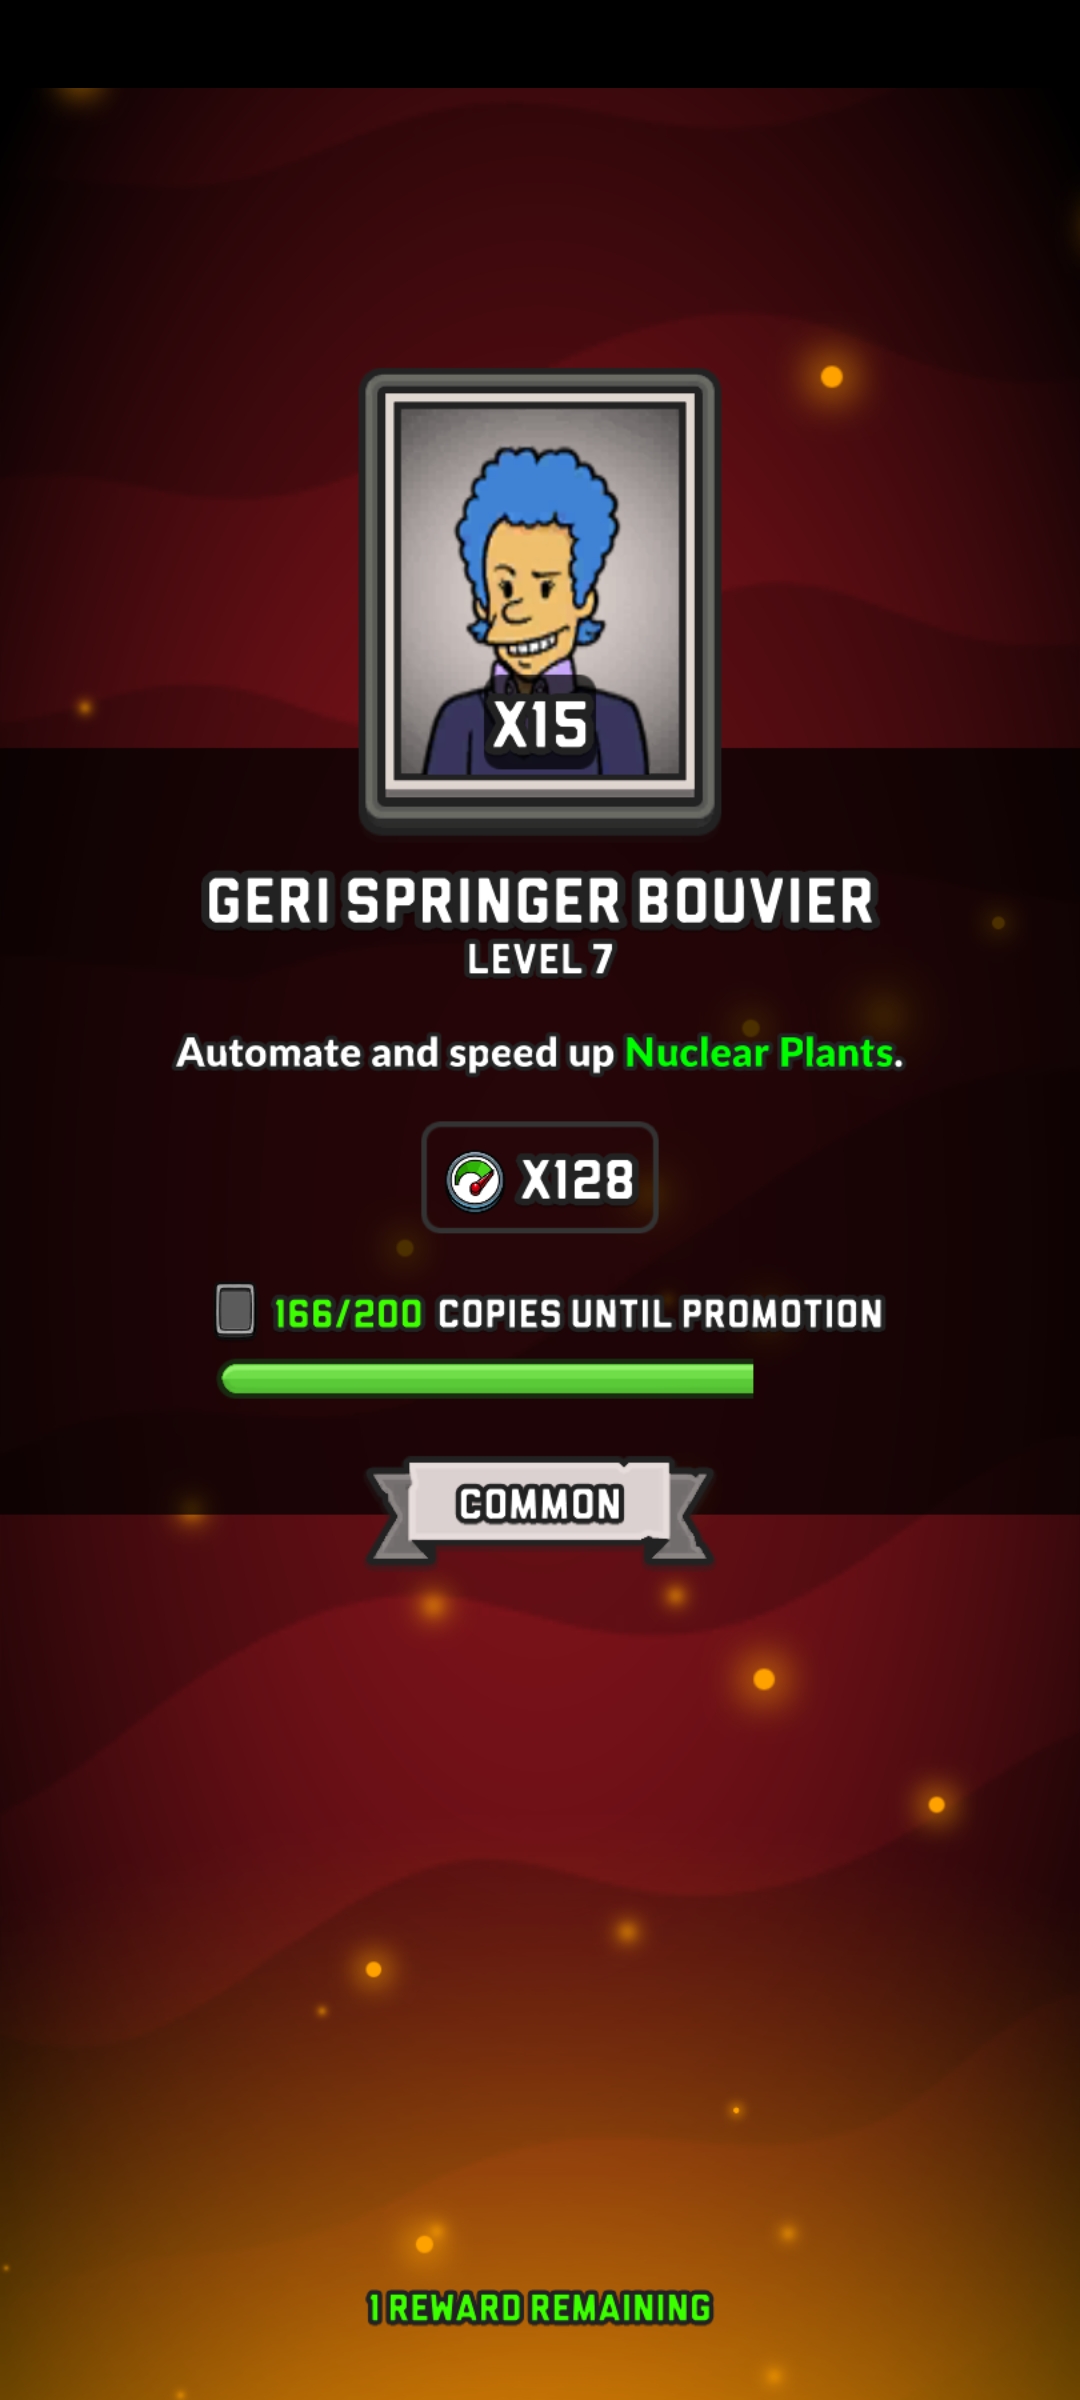 X15
GERI SPRINGER BOUVIER
LEVEL 7
Automate and speed up Nuclear Plants.
X128
166/200 COPIES UNTIL PROMOTION
COMMON
1 REWARD REMAINING